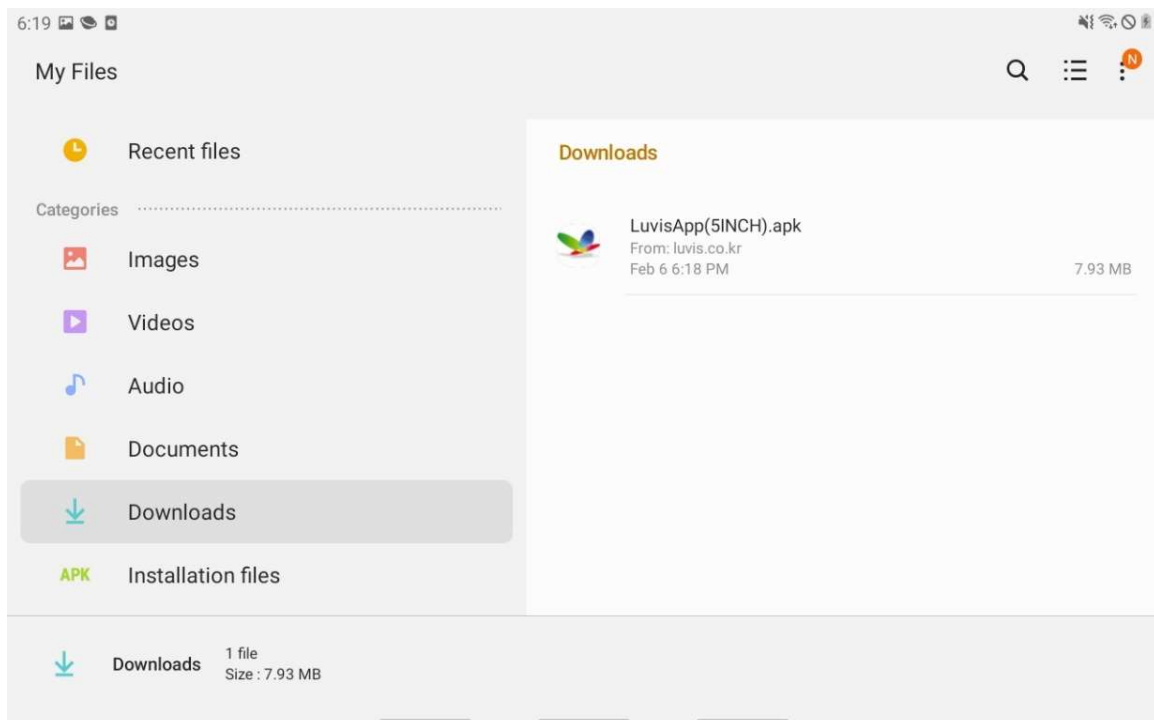 6:19
My Files
N
Recent files
Categories
Images
Videos
Audio
Documents
Downloads
APK Installation files
Downloads
LuvisApp(5INCH).apk
From: luvis.co.kr
Feb 6 6:18 PM 7.93 MB
Downloads
1 file
Size : 7.93 MB